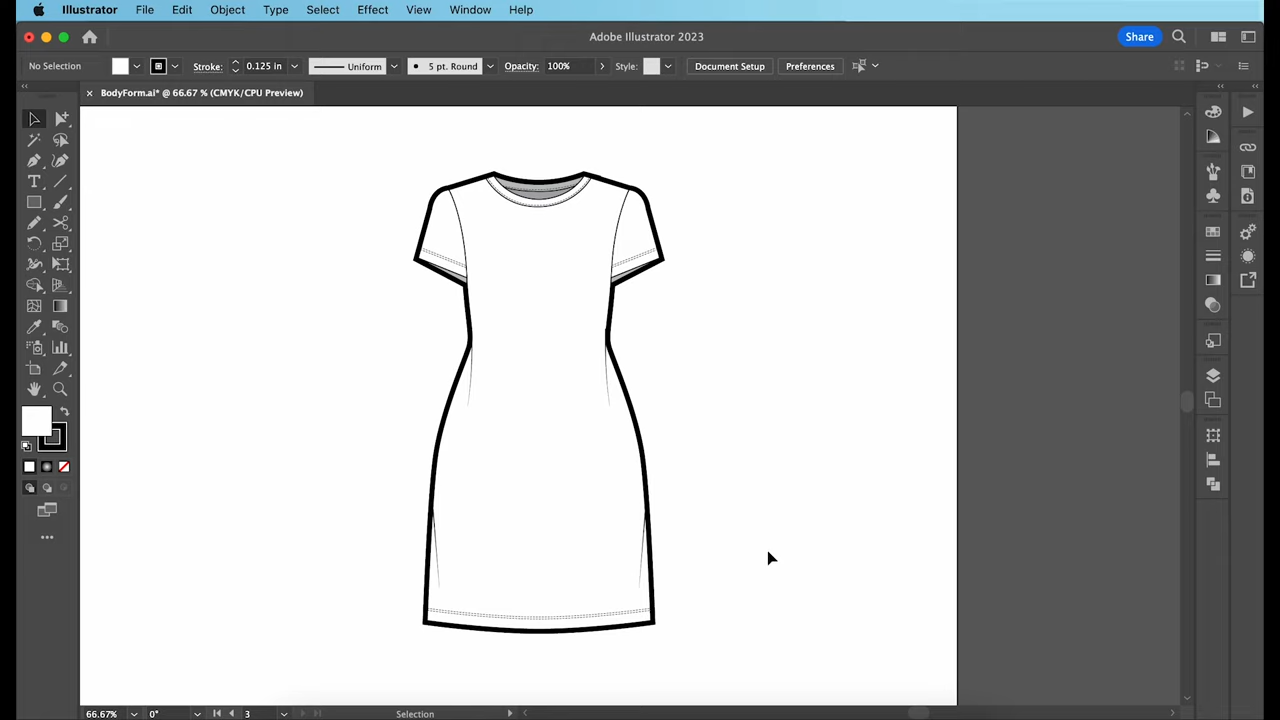 Illustrator File Edit Object Type Select Effect View Window Help
Adobe Illustrator 2023
Share
No Selection Stroke: 0.125 in Uniform 5 pt. Round Opacity: 100% Style: Document Setup Preferences
BodyForm.ai* @ 66.67 % (CMYK/CPU Preview)
66.67% 0° 3 Selection